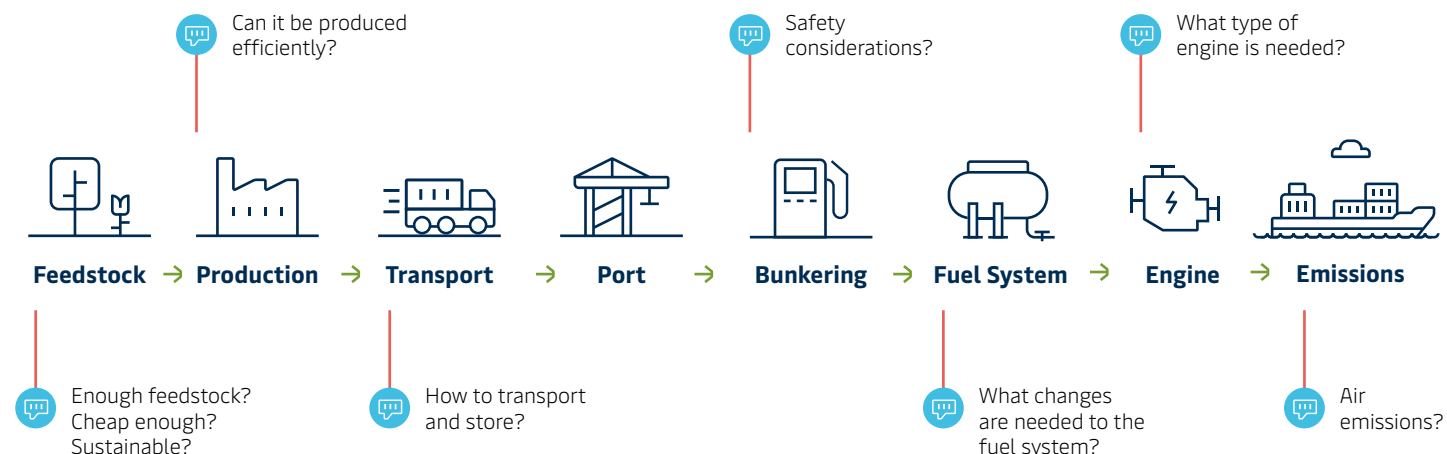 Can it be produced
efficiently?
Safety
considerations?
What type of
engine is needed?
Feedstock → Production → Transport → Port → Bunkering → Fuel System → Engine → Emissions
Enough feedstock?
Cheap enough?
Sustainable?
How to transport
and store?
What changes
are needed to the
fuel system?
Air
emissions?